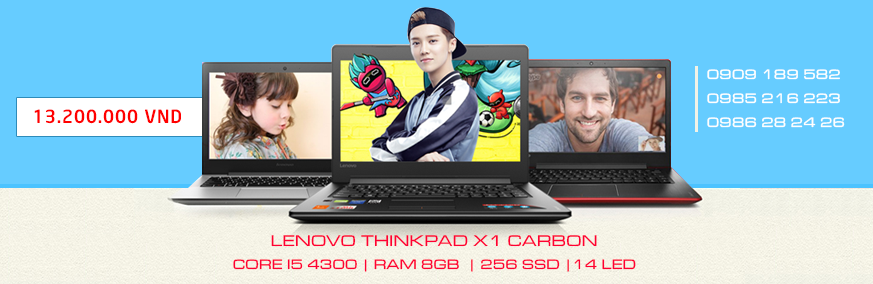 13.200.000 VND
0909 189 582
0985 216 223
0986 28 24 26
Lenovo
LENOVO THINKPAD X1 CARBON
CORE I5 4300 | RAM 8GB | 256 SSD |14 LED